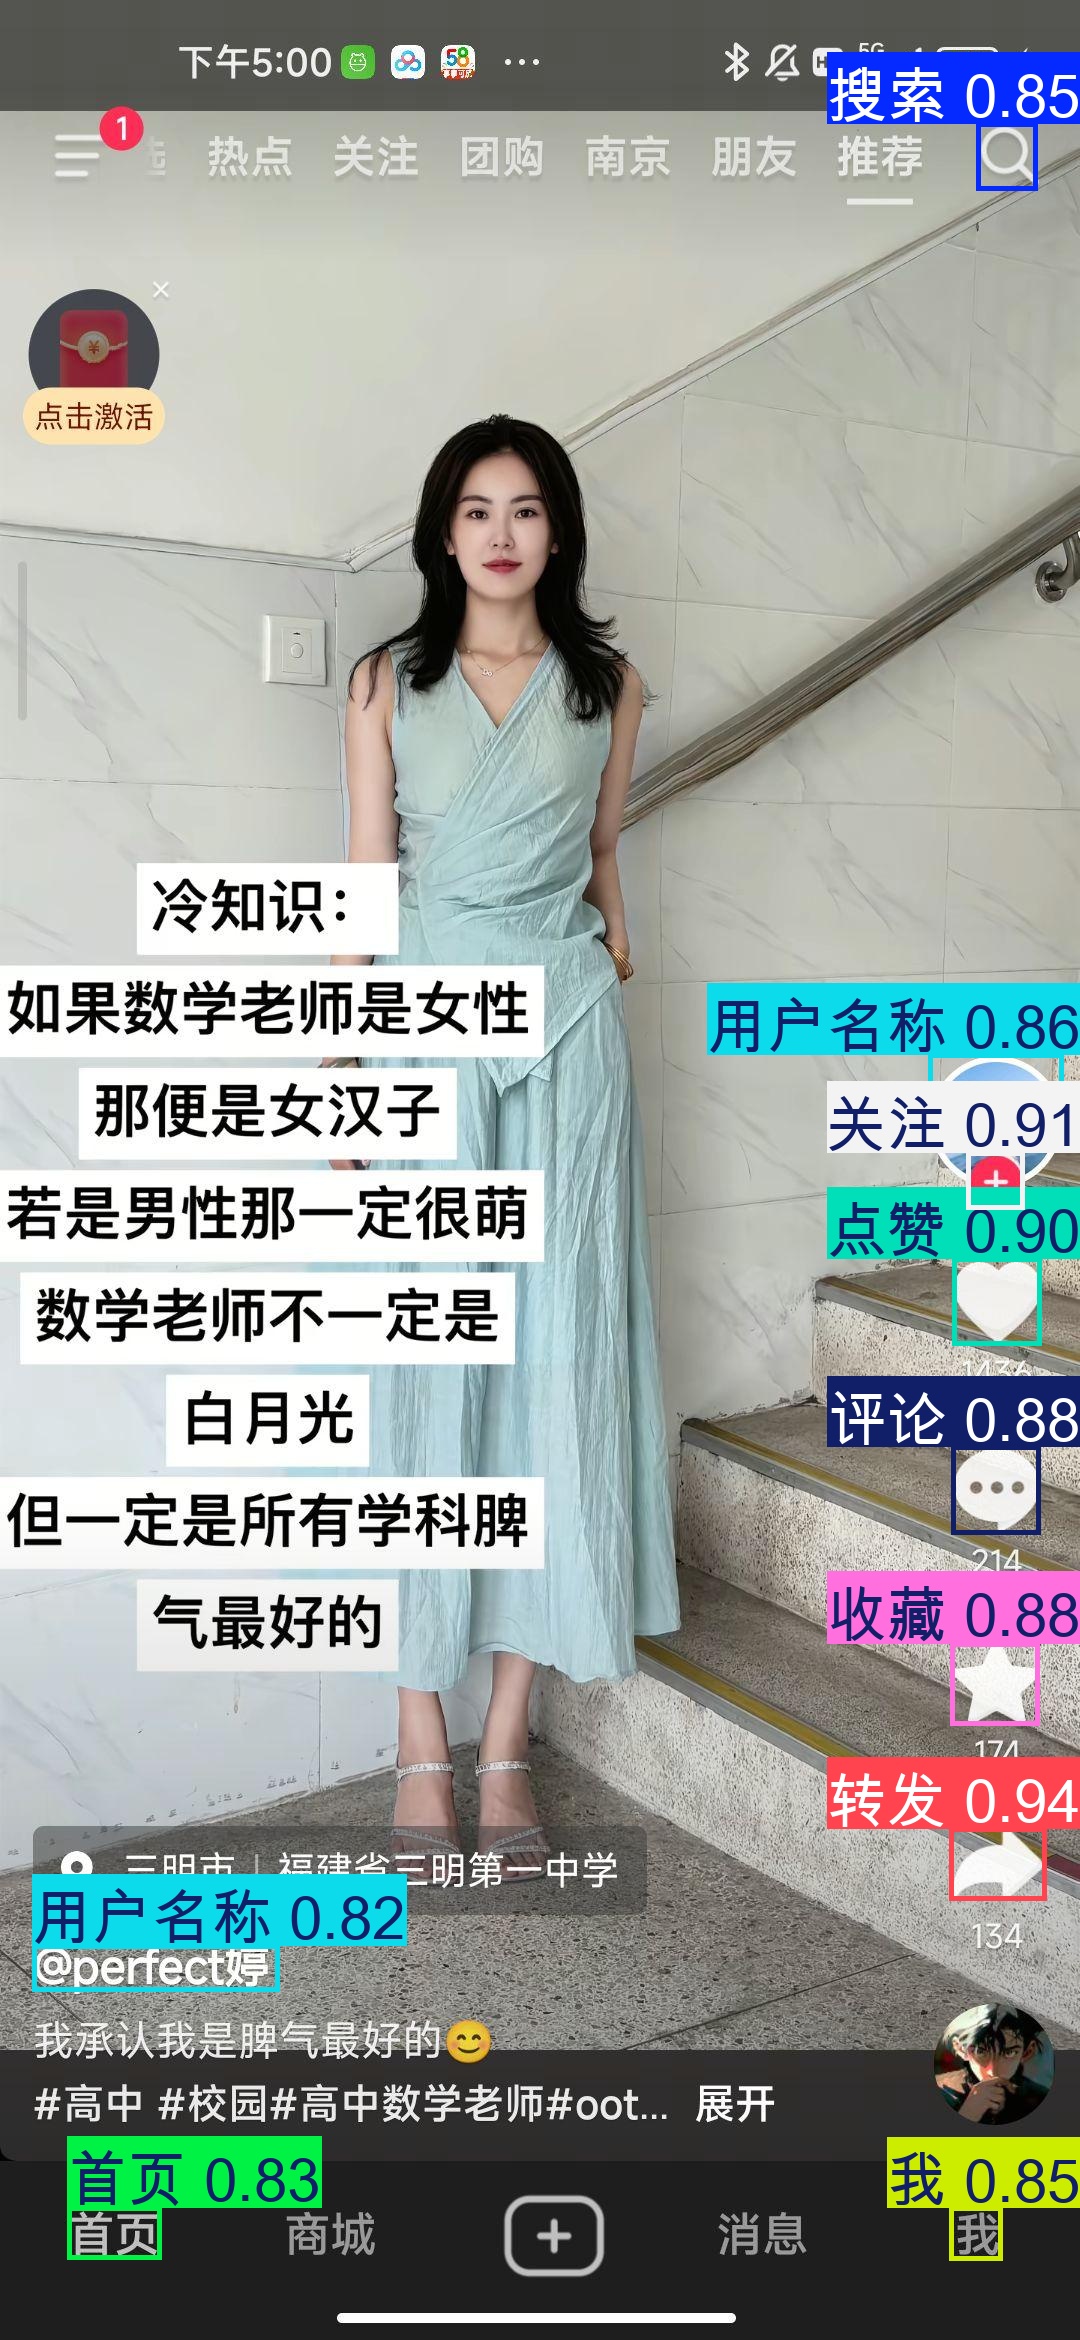 下午5:00
5G
搜索 0.85
1
热点 关注 团购 南京 朋友 推荐
点击激活
冷知识：
如果数学老师是女性
那便是女汉子
若是男性那一定很萌
数学老师不一定是
白月光
但一定是所有学科脾
气最好的
用户名称 0.86
关注 0.91
点赞 0.90
1436
评论 0.88
214
收藏 0.88
174
转发 0.94
134
三明市 | 福建省三明第一中学
用户名称 0.82
@perfect婷
我承认我是脾气最好的😊
#高中 #校园#高中数学老师#oot... 展开
首页 0.83
我 0.85
首页 商城 消息 我